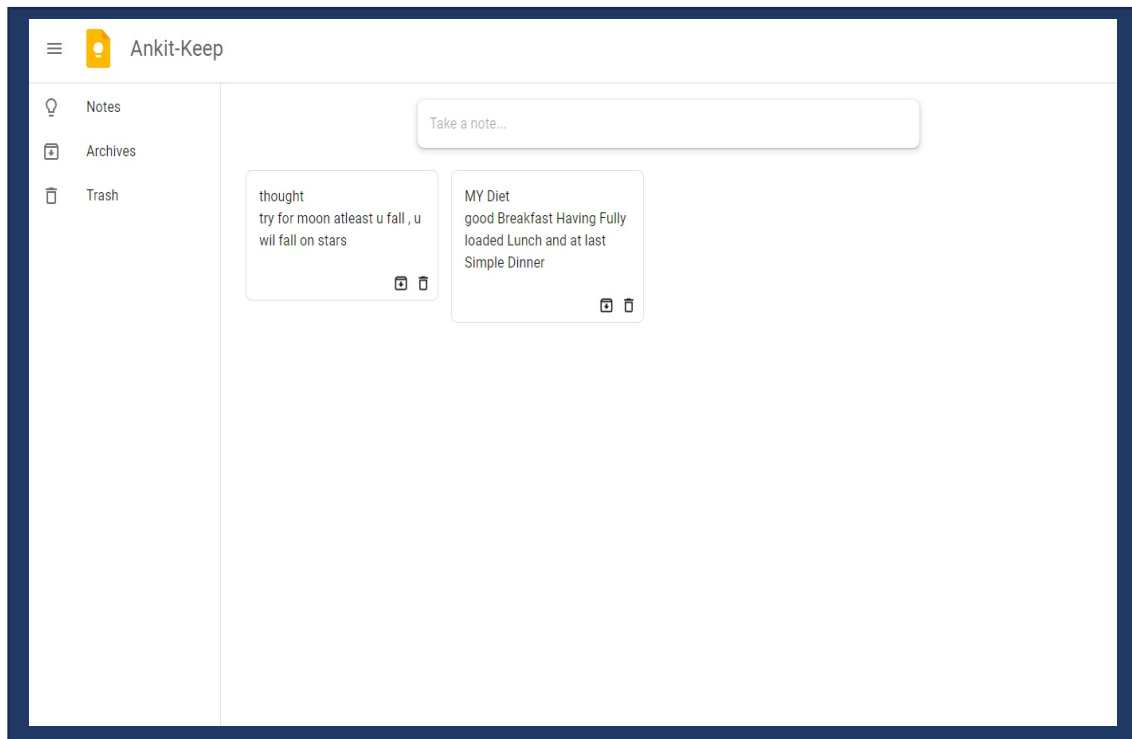 Ankit-Keep
Notes
Archives
Trash
Take a note...
thought
try for moon atleast u fall , u
wil fall on stars
MY Diet
good Breakfast Having Fully
loaded Lunch and at last
Simple Dinner